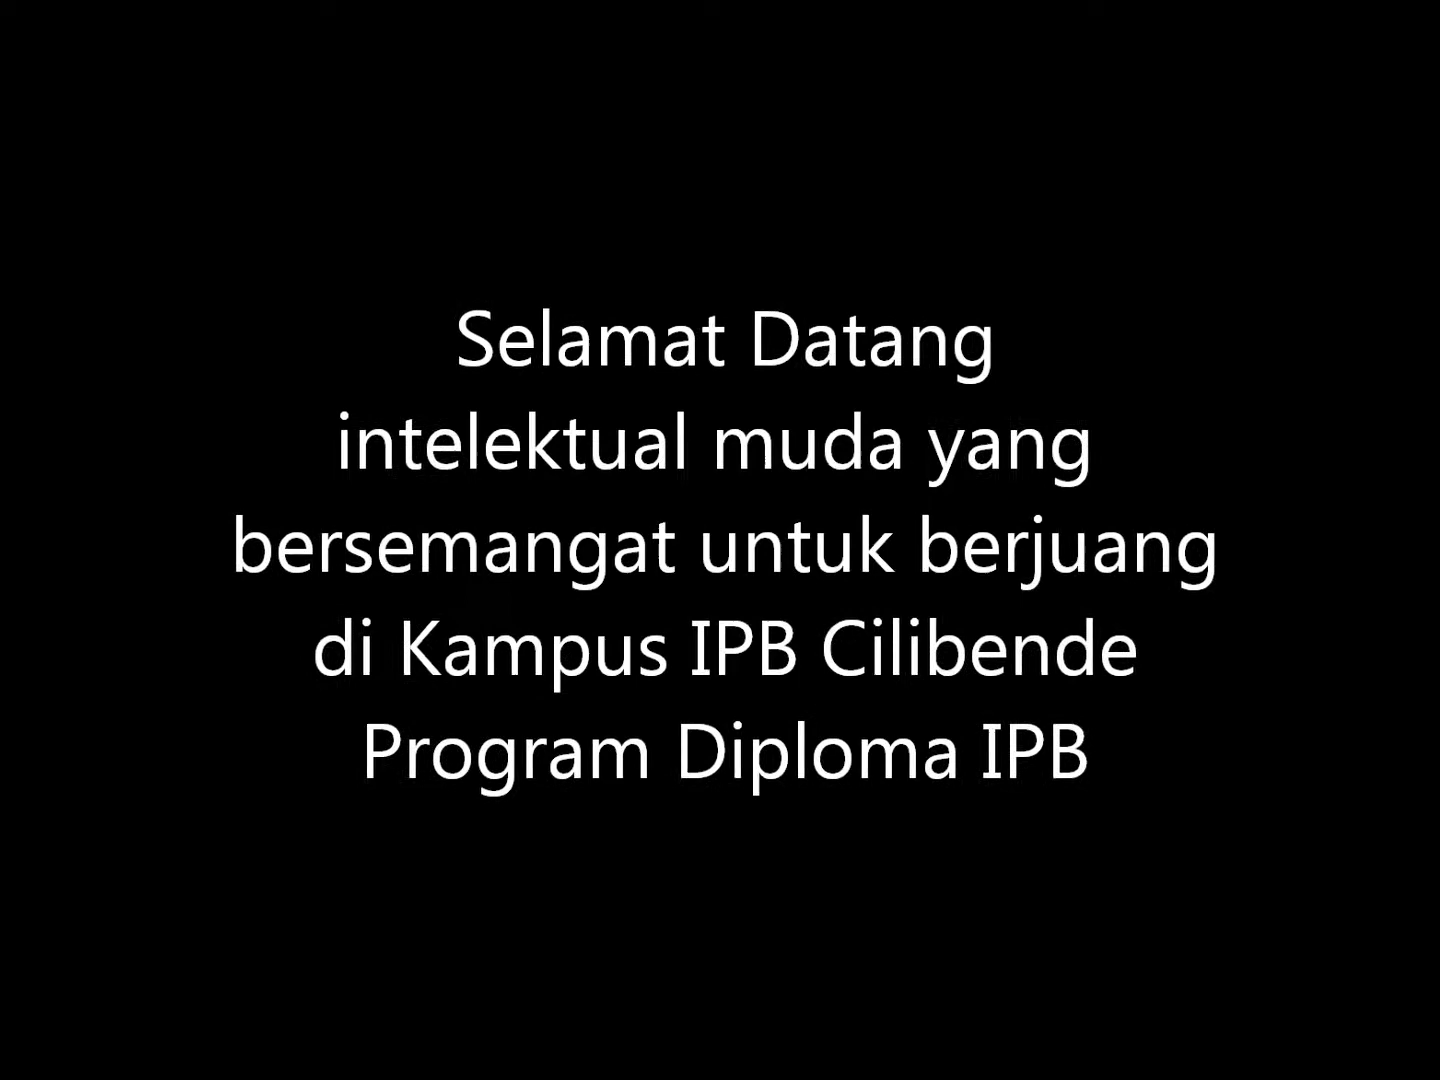 Selamat Datang
intelektual muda yang
bersemangat untuk berjuang
di Kampus IPB Cilibende
Program Diploma IPB